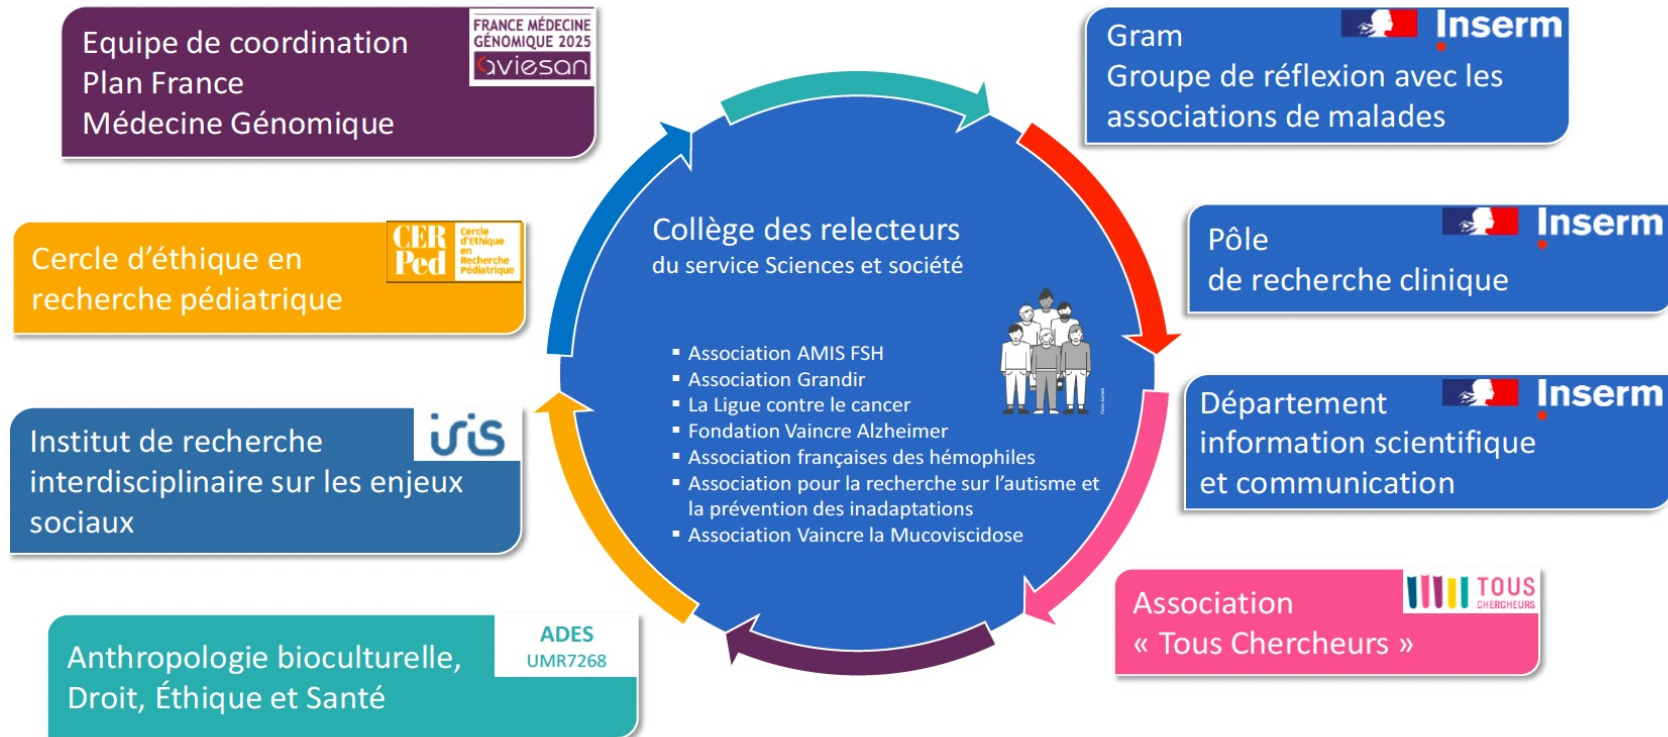 Equipe de coordination
Plan France
Médecine Génomique
FRANCE MÉDECINE
GÉNOMIQUE 2025
aviesan
Cercle d'éthique en
recherche pédiatrique
CER
Ped
Cercle
d'Ethique
en
Recherche
Pédiatrique
Institut de recherche
interdisciplinaire sur les enjeux
sociaux
iris
Anthropologie bioculturelle,
Droit, Éthique et Santé
ADES
UMR7268
Collège des relecteurs
du service Sciences et société
▪ Association AMIS FSH
▪ Association Grandir
▪ La Ligue contre le cancer
▪ Fondation Vaincre Alzheimer
▪ Association françaises des hémophiles
▪ Association pour la recherche sur l'autisme et
la prévention des inadaptations
▪ Association Vaincre la Mucoviscidose
Gram
Groupe de réflexion avec les
associations de malades
Inserm
Pôle
de recherche clinique
Inserm
Département
information scientifique
et communication
Inserm
Association
« Tous Chercheurs »
TOUS
CHERCHEURS